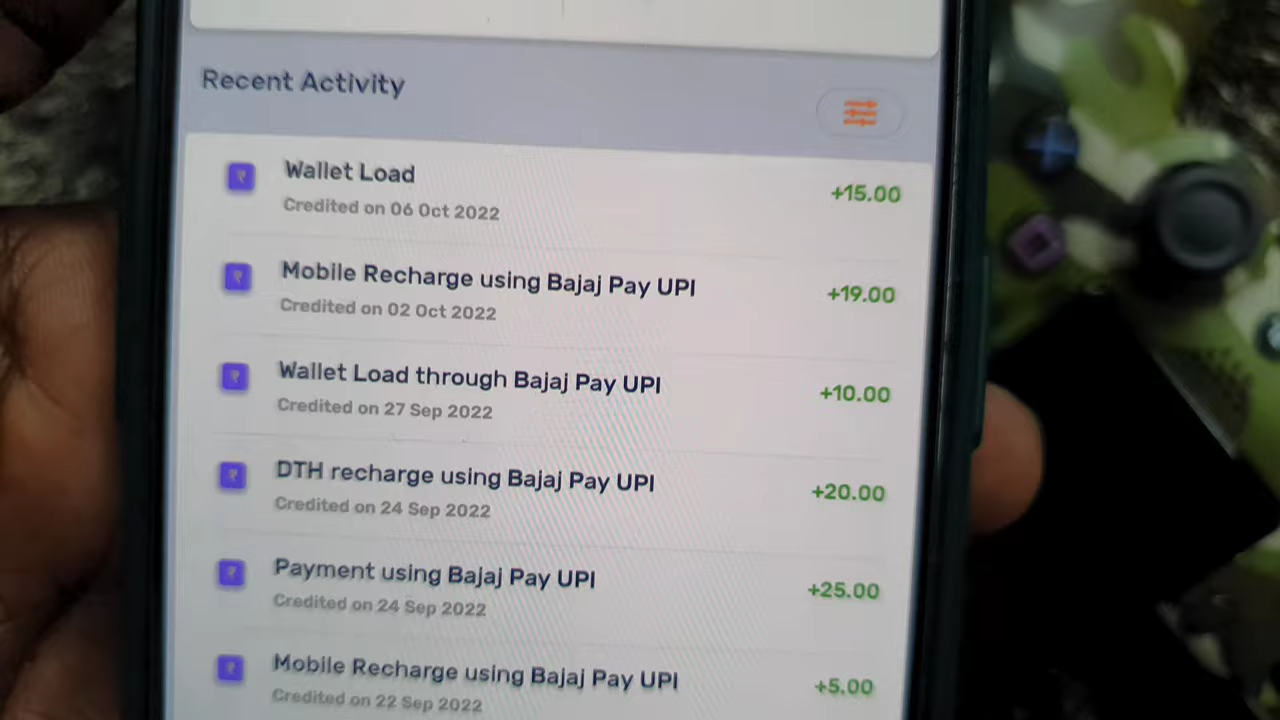 Recent Activity
₹ Wallet Load +15.00
Credited on 06 Oct 2022
₹ Mobile Recharge using Bajaj Pay UPI +19.00
Credited on 02 Oct 2022
₹ Wallet Load through Bajaj Pay UPI +10.00
Credited on 27 Sep 2022
₹ DTH recharge using Bajaj Pay UPI +20.00
Credited on 24 Sep 2022
₹ Payment using Bajaj Pay UPI +25.00
Credited on 24 Sep 2022
₹ Mobile Recharge using Bajaj Pay UPI +5.00
Credited on 22 Sep 2022